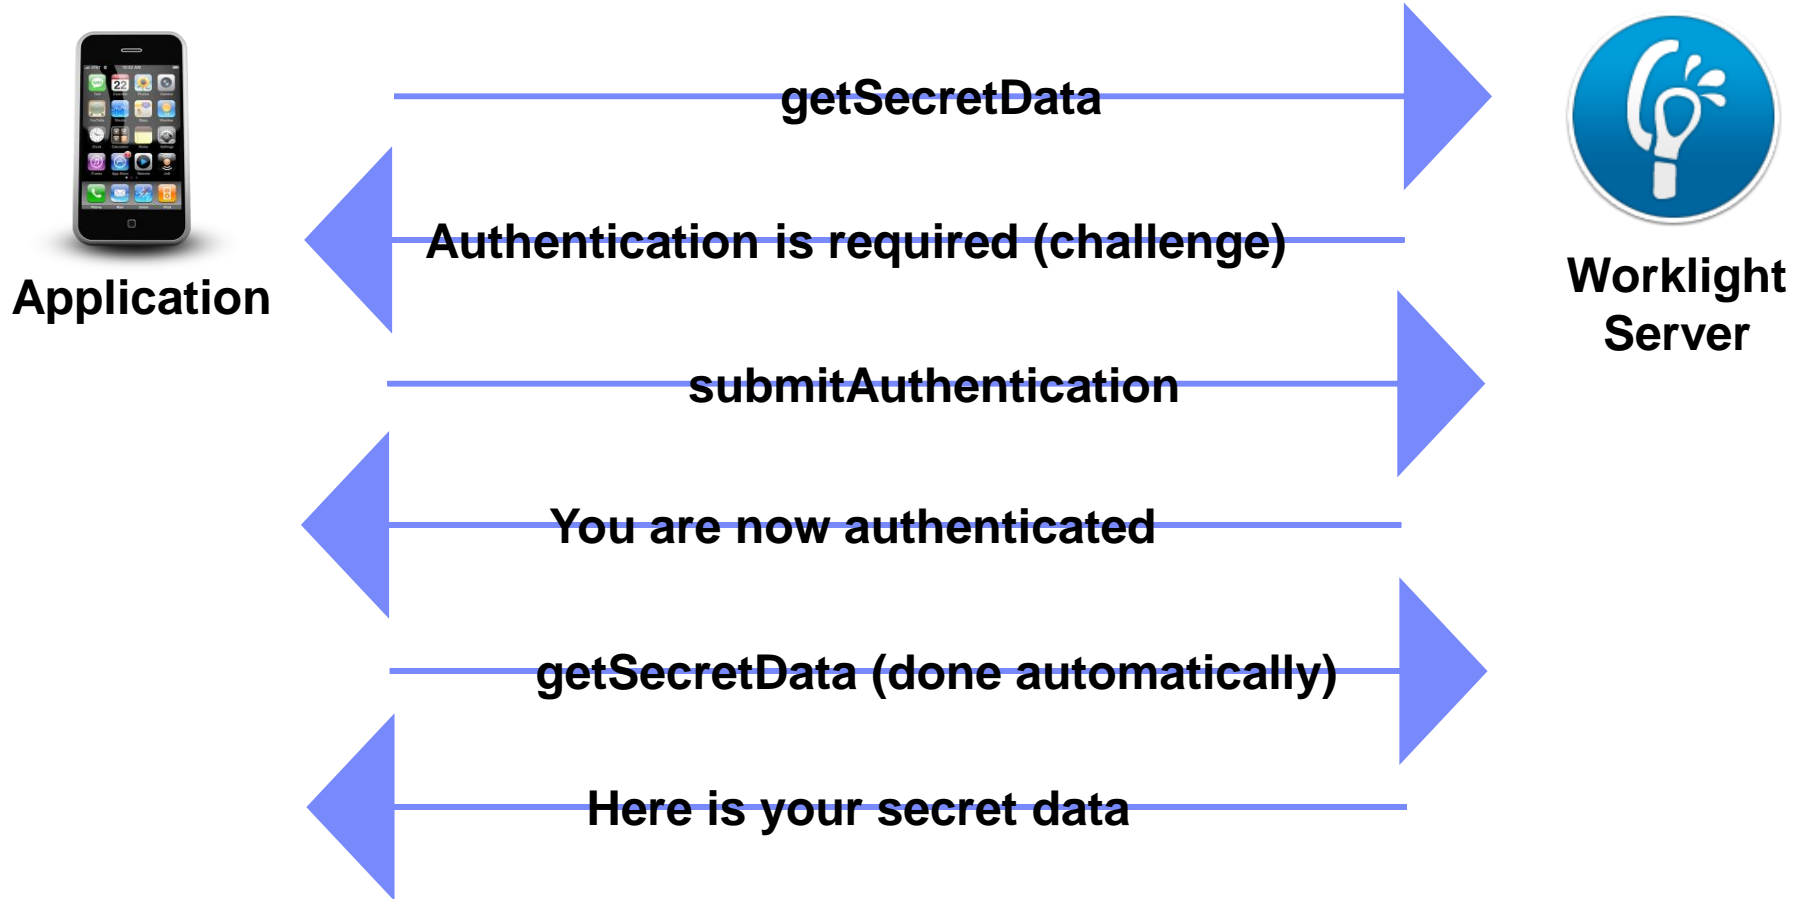 getSecretData
Authentication is required (challenge)
Application
Worklight
Server
submitAuthentication
You are now authenticated
getSecretData (done automatically)
Here is your secret data
22